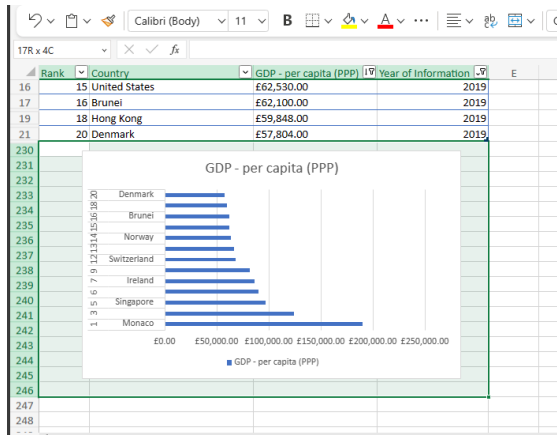 Calibri (Body) 11 B A ab
17R x 4C fx
Rank Country GDP - per capita (PPP) Year of Information E
16 15 United States £62,530.00 2019
17 16 Brunei £62,100.00 2019
19 18 Hong Kong £59,848.00 2019
21 20 Denmark £57,804.00 2019
230
231 GDP - per capita (PPP)
232
233 20 Denmark
234 18
235 15 16 Brunei
236 13 14 Norway
237 12 Switzerland
238 9
239 7 Ireland
240 6
241 5 Singapore
242 3
1 Monaco
243 £0.00 £50,000.00 £100,000.00 £150,000.00 £200,000.00 £250,000.00
244 GDP - per capita (PPP)
245
246
247
248